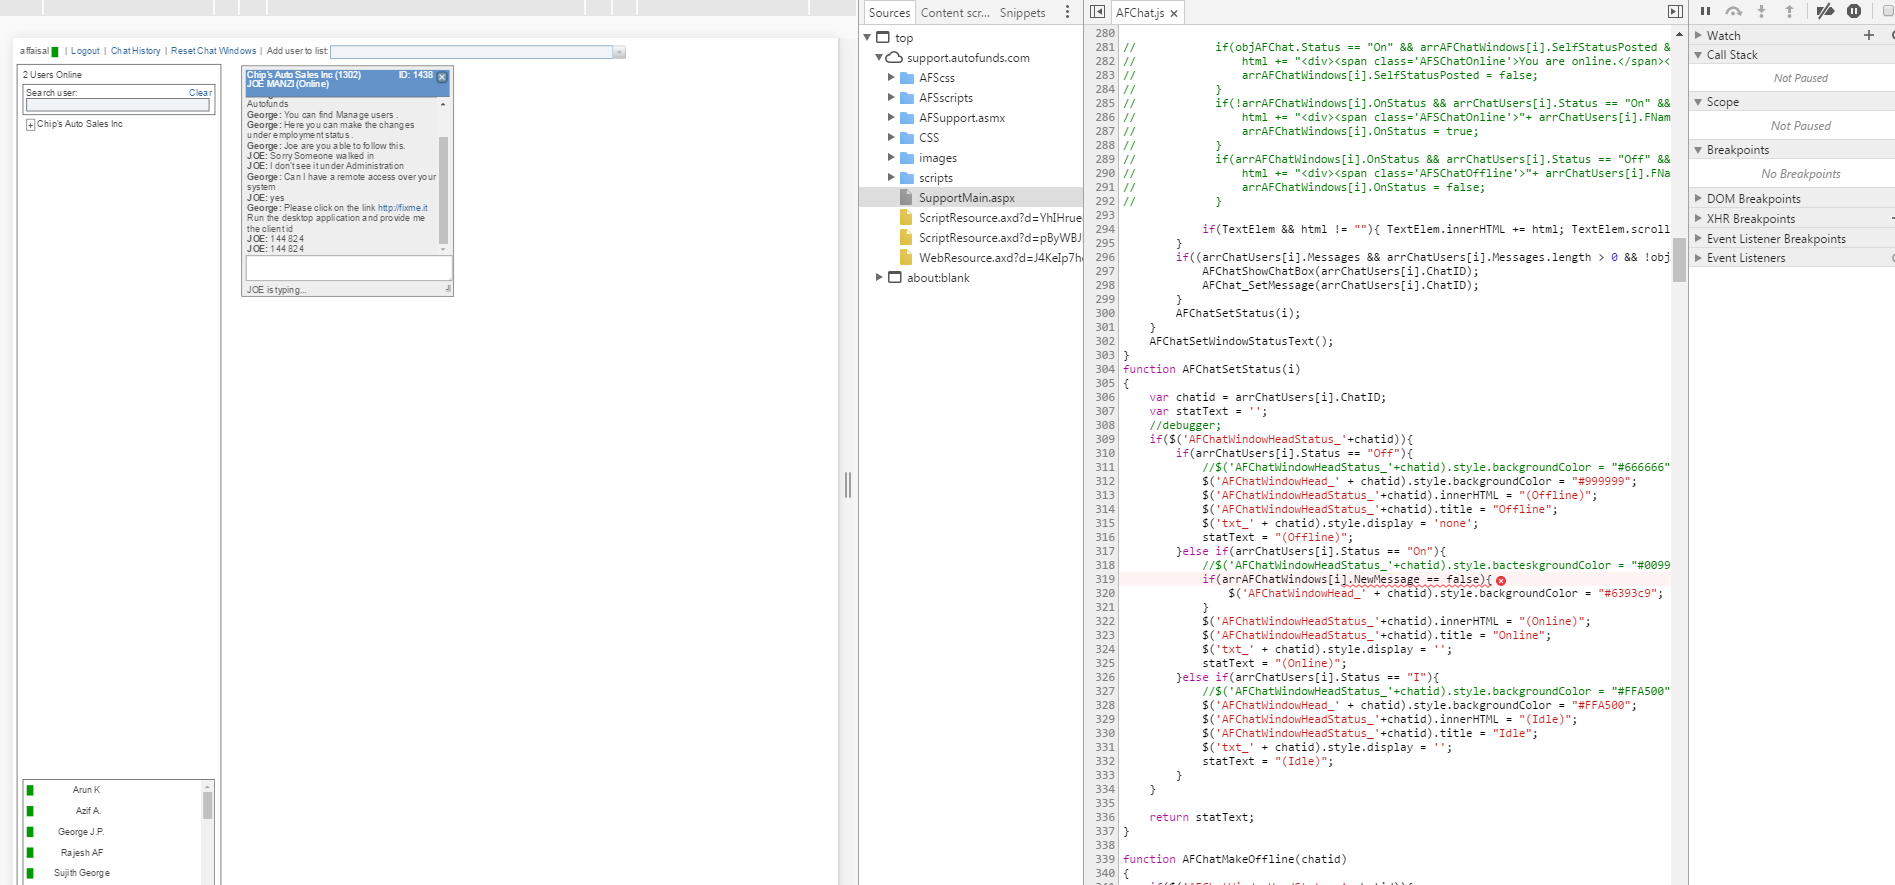 affaisal | Logout | Chat History | Reset Chat Windows | Add user to list:
2 Users Online
Search user: Clear
Chip's Auto Sales Inc
Chip's Auto Sales Inc (1302) ID: 1438
JOE MANZI (Online)
Autofunds
George: You can find Manage users .
George: Here you can make the changes
under employment status .
George: Joe are you able to follow this.
JOE: Sorry Someone walked in
JOE: I don't see it under Administration
George: Can I have a remote access over your
system
JOE: yes
George: Please click on the link http://fixme.it
Run the desktop application and provide me
the client id
JOE: 144 824
JOE: 144 824
JOE is typing...
Arun K
Azif A.
George J.P.
Rajesh AF
Sujith George
Sources Content scr... Snippets
top
support.autofunds.com
AFScss
AFSscripts
AFSupport.asmx
CSS
images
scripts
SupportMain.aspx
ScriptResource.axd?d=YhIHrue
ScriptResource.axd?d=pByWBJ
WebResource.axd?d=J4KeIp7h
about:blank
AFChat.js
280
281 // if(objAFChat.Status == "On" && arrAFChatWindows[i].SelfStatusPosted &
282 // html += "<div><span class='AFSChatOnline'>You are online.</span><
283 // arrAFChatWindows[i].SelfStatusPosted = false;
284 // }
285 // if(!arrAFChatWindows[i].OnStatus && arrChatUsers[i].Status == "On" &&
286 // html += "<div><span class='AFSChatOnline'>"+ arrChatUsers[i].FNam
287 // arrAFChatWindows[i].OnStatus = true;
288 // }
289 // if(arrAFChatWindows[i].OnStatus && arrChatUsers[i].Status == "Off" &&
290 // html += "<div><span class='AFSChatOffline'>"+ arrChatUsers[i].FNa
291 // arrAFChatWindows[i].OnStatus = false;
292 // }
293
294 if(TextElem && html != ""){ TextElem.innerHTML += html; TextElem.scroll
295 }
296 if((arrChatUsers[i].Messages && arrChatUsers[i].Messages.length > 0 && !obj
297 AFChatShowChatBox(arrChatUsers[i].ChatID);
298 AFChat_SetMessage(arrChatUsers[i].ChatID);
299 }
300 AFChatSetStatus(i);
301 }
302 AFChatSetWindowStatusText();
303 }
304 function AFChatSetStatus(i)
305 {
306 var chatid = arrChatUsers[i].ChatID;
307 var statText = '';
308 //debugger;
309 if($('AFChatWindowHeadStatus_'+chatid)){
310 if(arrChatUsers[i].Status == "Off"){
311 //$('AFChatWindowHeadStatus_'+chatid).style.backgroundColor = "#666666"
312 $('AFChatWindowHead_' + chatid).style.backgroundColor = "#999999";
313 $('AFChatWindowHeadStatus_'+chatid).innerHTML = "(Offline)";
314 $('AFChatWindowHeadStatus_'+chatid).title = "Offline";
315 $('txt_' + chatid).style.display = 'none';
316 statText = "(Offline)";
317 }else if(arrChatUsers[i].Status == "On"){
318 //$('AFChatWindowHeadStatus_'+chatid).style.bacteskgroundColor = "#0099
319 if(arrAFChatWindows[i].NewMessage == false){
320 $('AFChatWindowHead_' + chatid).style.backgroundColor = "#6393c9";
321 }
322 $('AFChatWindowHeadStatus_'+chatid).innerHTML = "(Online)";
323 $('AFChatWindowHeadStatus_'+chatid).title = "Online";
324 $('txt_' + chatid).style.display = '';
325 statText = "(Online)";
326 }else if(arrChatUsers[i].Status == "I"){
327 //$('AFChatWindowHeadStatus_'+chatid).style.backgroundColor = "#FFA500"
328 $('AFChatWindowHead_' + chatid).style.backgroundColor = "#FFA500";
329 $('AFChatWindowHeadStatus_'+chatid).innerHTML = "(Idle)";
330 $('AFChatWindowHeadStatus_'+chatid).title = "Idle";
331 $('txt_' + chatid).style.display = '';
332 statText = "(Idle)";
333 }
334 }
335
336 return statText;
337 }
338
339 function AFChatMakeOffline(chatid)
340 {
Watch
Call Stack
Not Paused
Scope
Not Paused
Breakpoints
No Breakpoints
DOM Breakpoints
XHR Breakpoints
Event Listener Breakpoints
Event Listeners